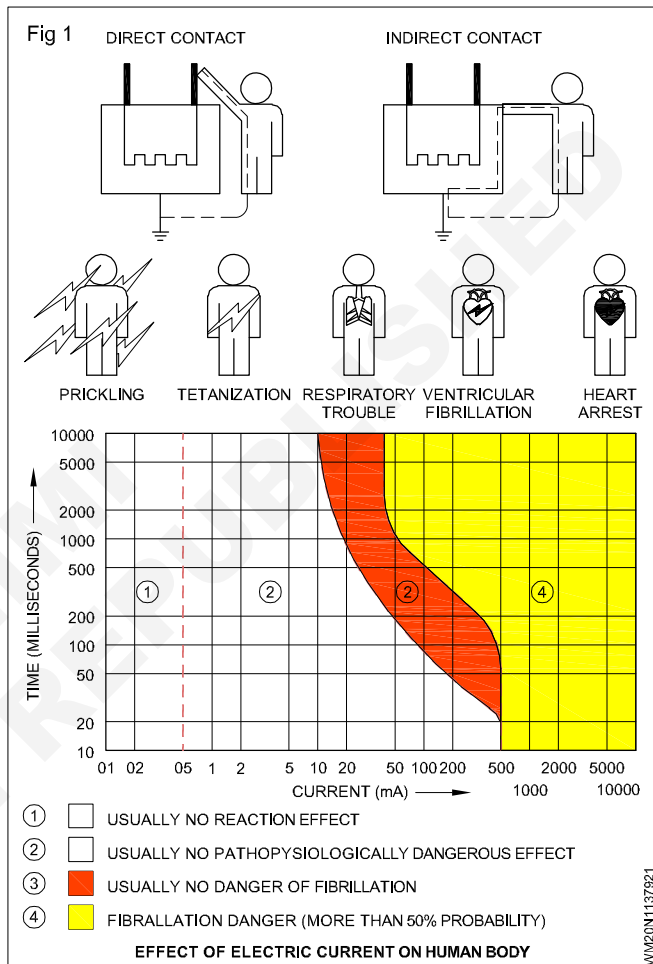 Fig 1
DIRECT CONTACT
INDIRECT CONTACT
PRICKLING
TETANIZATION
RESPIRATORY
TROUBLE
VENTRICULAR
FIBRILLATION
HEART
ARREST
10000
5000
2000
1000
500
200
100
50
20
10
TIME (MILLISECONDS)
1 2 2 4
01 02 05 1 2 5 10 20 50 100 200 500 2000 5000
CURRENT (mA) 1000 10000
1 USUALLY NO REACTION EFFECT
2 USUALLY NO PATHOPYSIOLOGICALLY DANGEROUS EFFECT
3 USUALLY NO DANGER OF FIBRILLATION
4 FIBRALLATION DANGER (MORE THAN 50% PROBABILITY)
EFFECT OF ELECTRIC CURRENT ON HUMAN BODY
WM20N1137921
REPUBLISHED